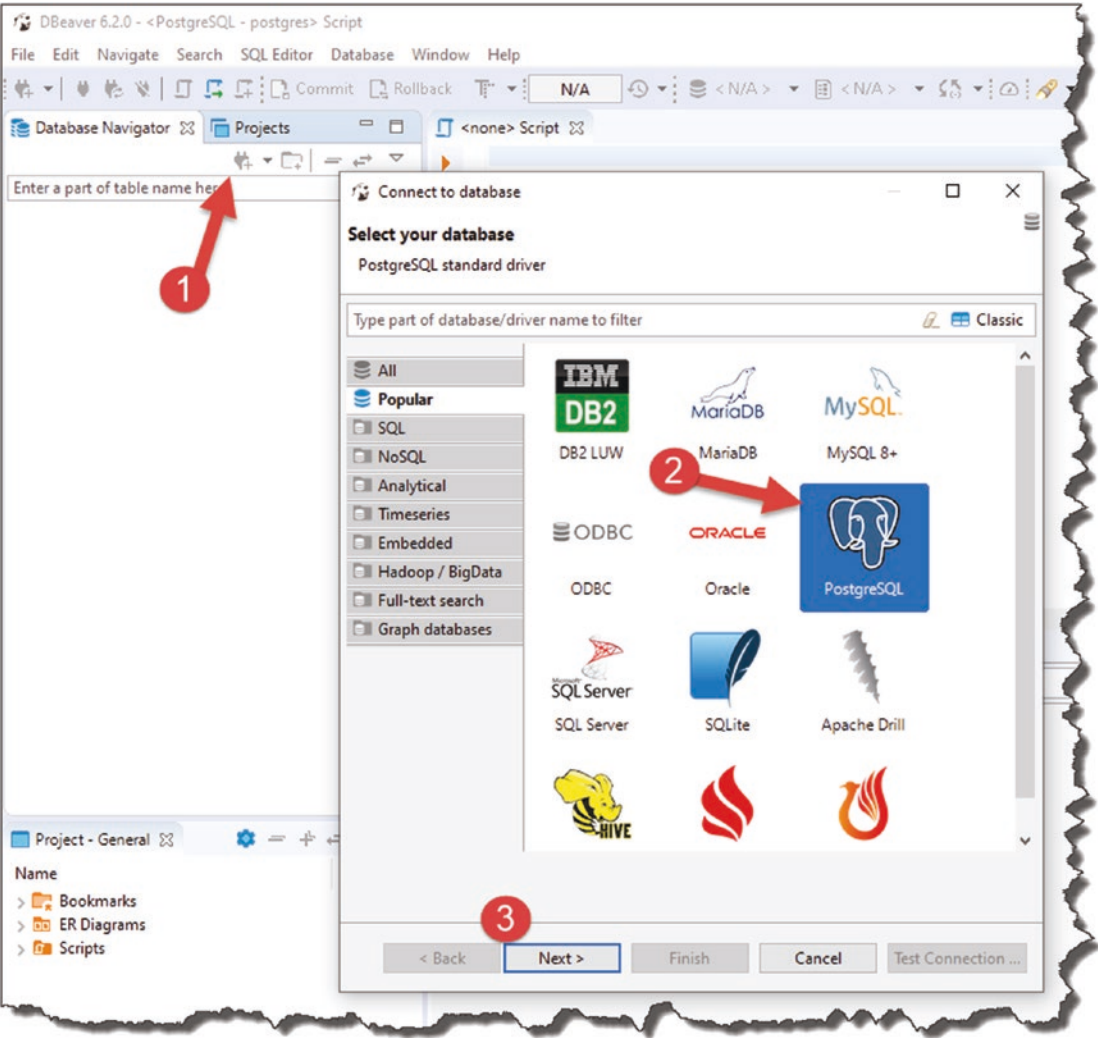 DBeaver 6.2.0 - <PostgreSQL - postgres> Script
File Edit Navigate Search SQL Editor Database Window Help
Commit Rollback N/A < N/A > < N/A >
Database Navigator Projects <none> Script
Enter a part of table name here
1
Connect to database
Select your database
PostgreSQL standard driver
Type part of database/driver name to filter Classic
All
Popular
SQL
NoSQL
Analytical
Timeseries
Embedded
Hadoop / BigData
Full-text search
Graph databases
IBM
DB2 MariaDB MySQL
DB2 LUW MariaDB MySQL 8+
2
ODBC ORACLE
ODBC Oracle PostgreSQL
Microsoft
SQL Server
SQL Server SQLite Apache Drill
HIVE
Project - General
Name
Bookmarks
ER Diagrams
Scripts
3
< Back Next > Finish Cancel Test Connection ...